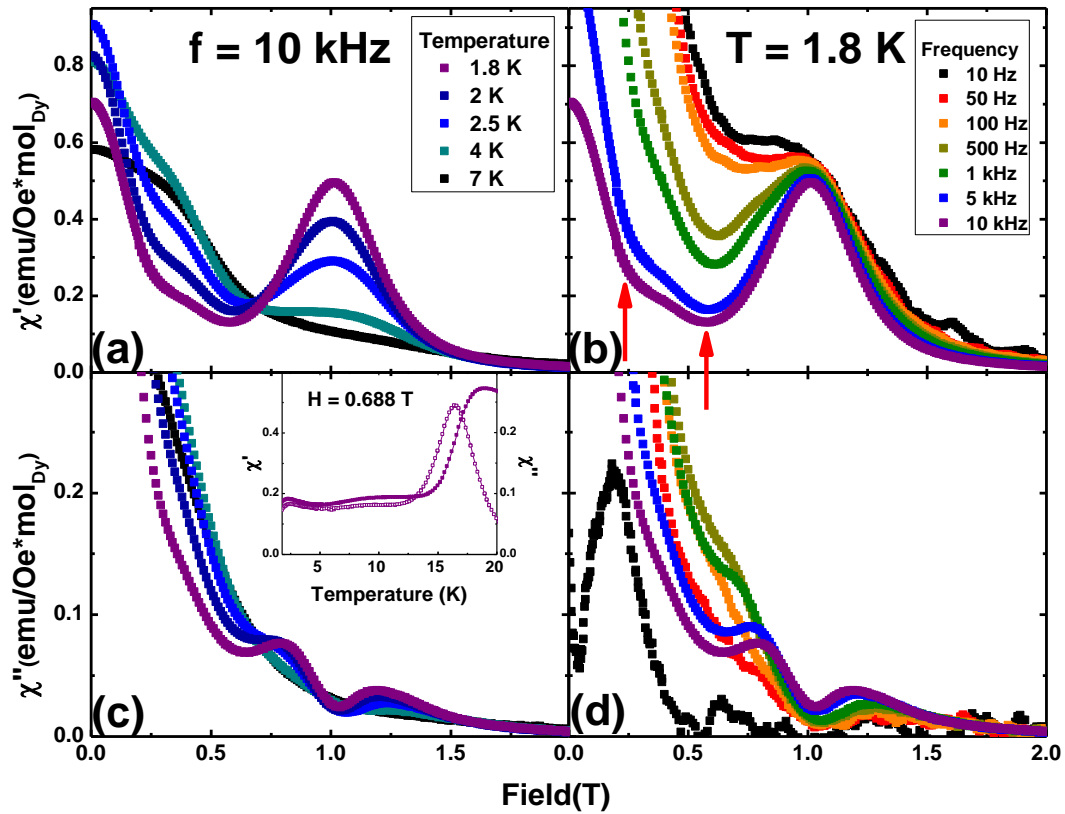 f = 10 kHz
Temperature
1.8 K
2 K
2.5 K
4 K
7 K
0.8
0.6
0.4
0.2
0.0
χ'(emu/Oe*mol_Dy)
(a)
T = 1.8 K
Frequency
10 Hz
50 Hz
100 Hz
500 Hz
1 kHz
5 kHz
10 kHz
(b)
0.2
0.1
0.0
χ''(emu/Oe*mol_Dy)
(c)
H = 0.688 T
0.4
0.2
0.0
χ'
0.2
0.1
0.0
χ''
5 10 15 20
Temperature (K)
(d)
0.0 0.5 1.0 1.5 0.0 0.5 1.0 1.5 2.0
Field(T)